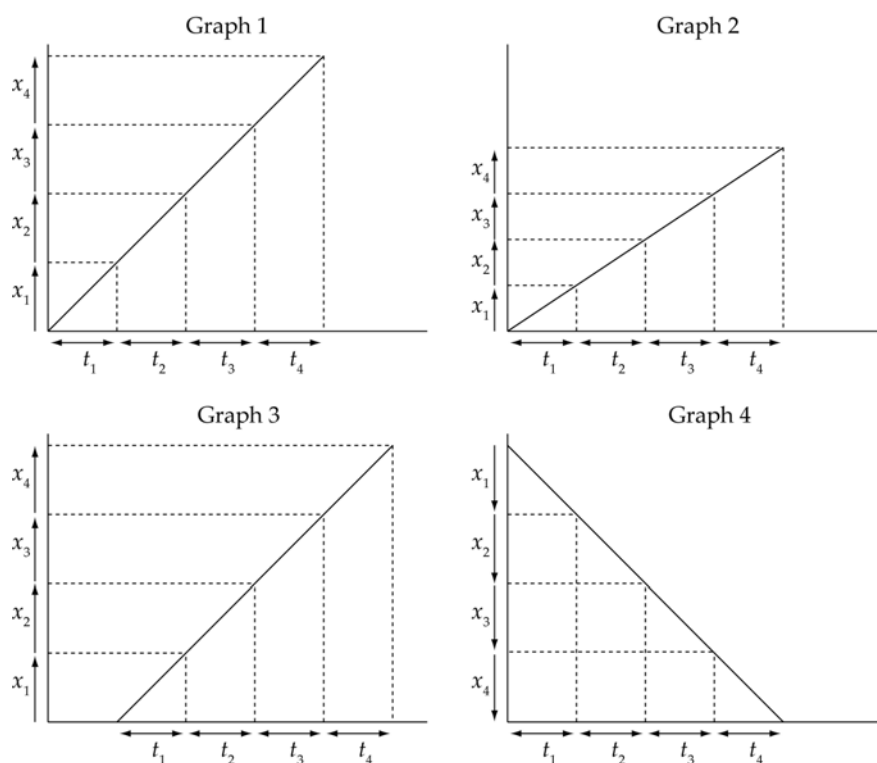 Graph 1
x₄
x₃
x₂
x₁
t₁ t₂ t₃ t₄
Graph 2
x₄
x₃
x₂
x₁
t₁ t₂ t₃ t₄
Graph 3
x₄
x₃
x₂
x₁
t₁ t₂ t₃ t₄
Graph 4
x₁
x₂
x₃
x₄
t₁ t₂ t₃ t₄